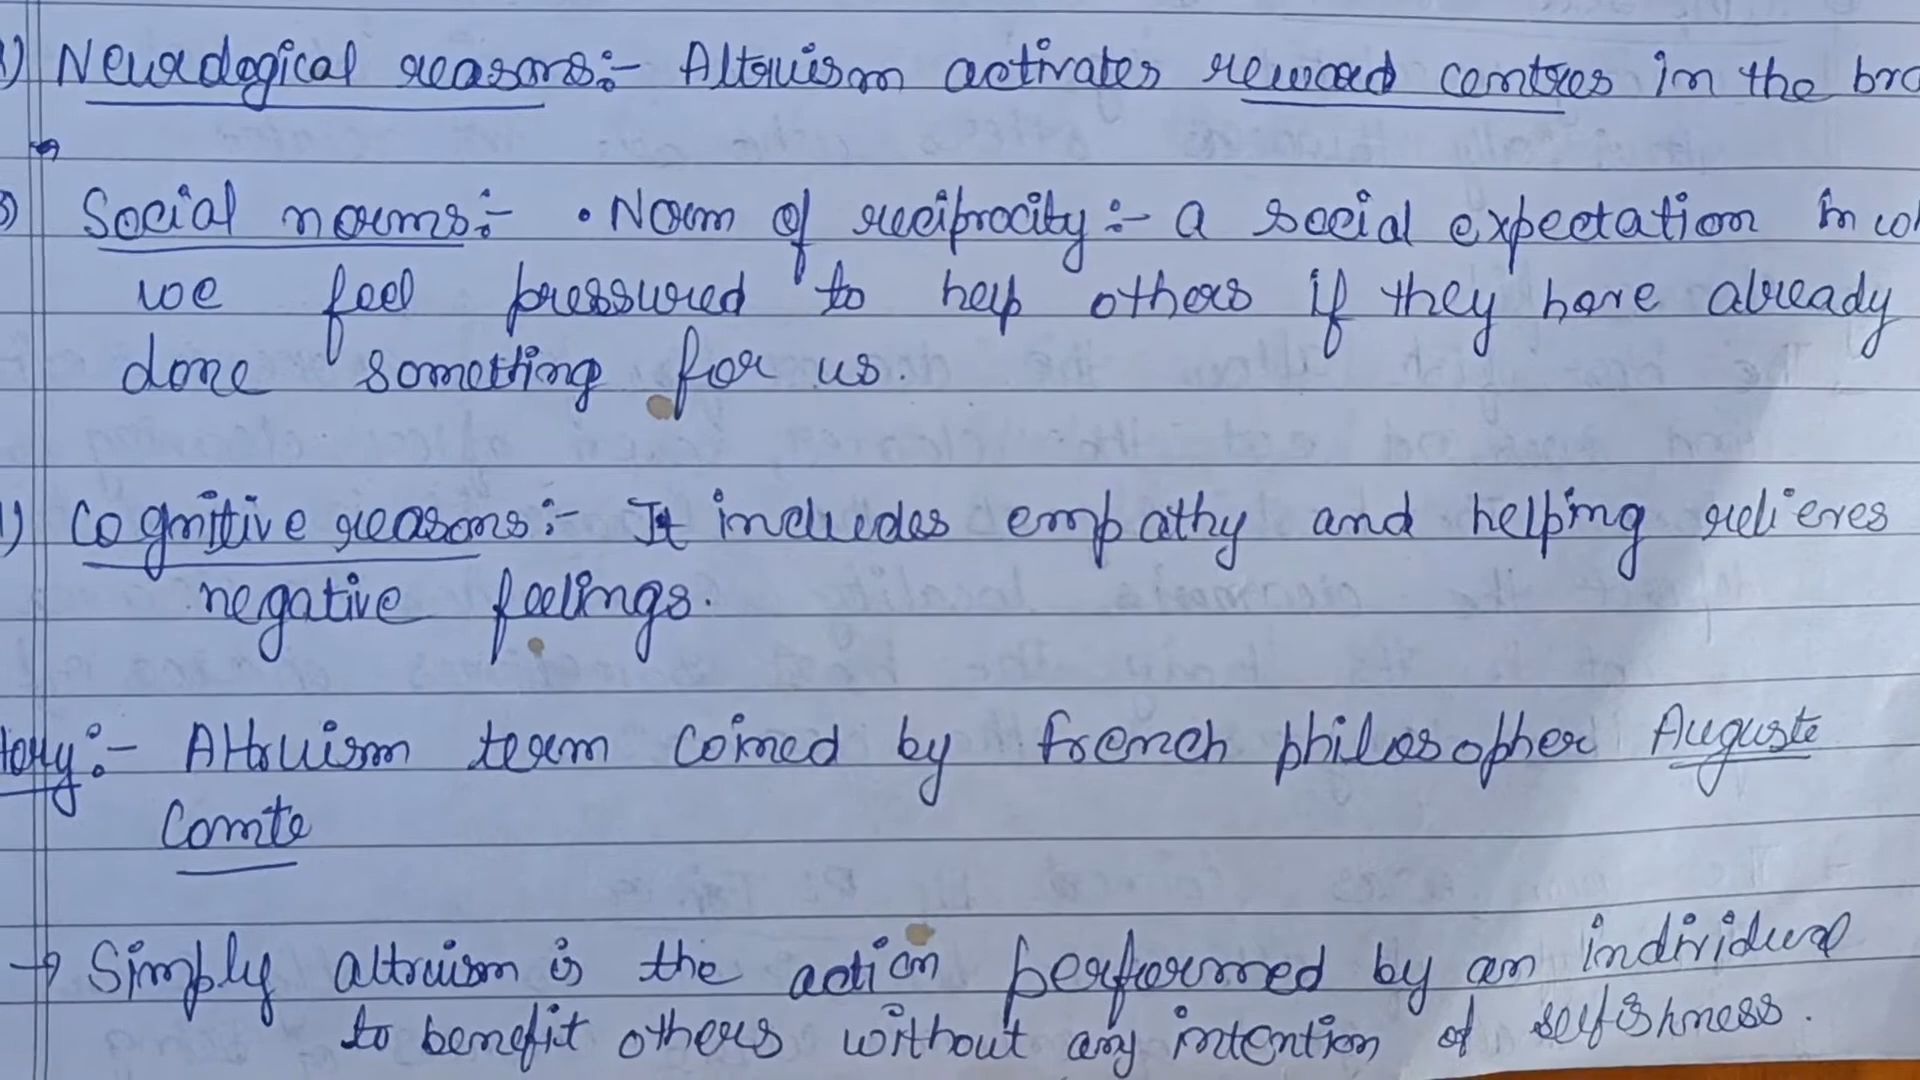 ) Neurological reasons:- Altruism activates reward centres in the bra
3) Social norms:- • Norm of reciprocity:- a social expectation in
we feel pressured to help others if they have already
done something for us.
) Cognitive reasons:- It includes empathy and helping relieves
negative feelings.
tory:- Altruism term coined by french philosopher Auguste
Comte
→ Simply altruism is the action performed by an individual
to benefit others without any intention of selfishness.